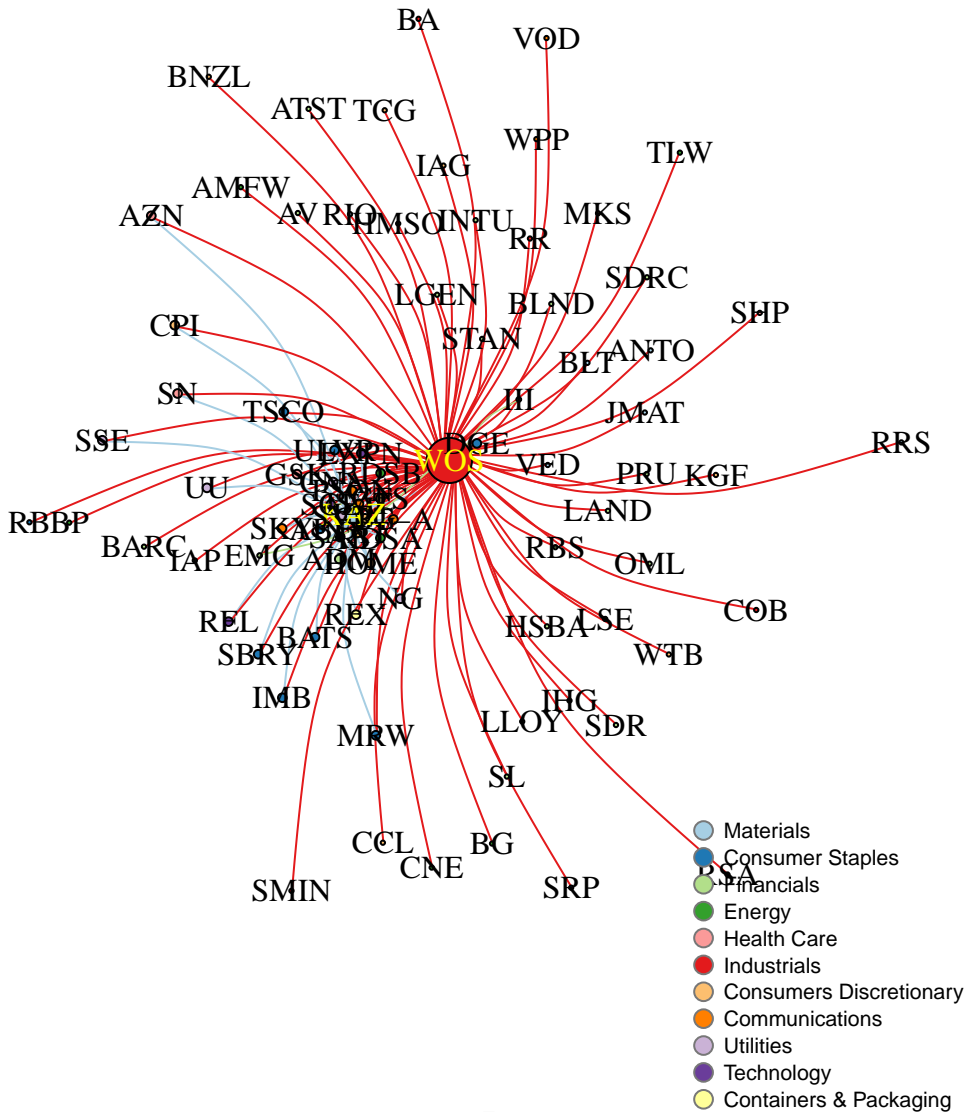 BA
VOD
BNZL
ATST
TCG
WPP
TLW
IAG
AMFW
AZN
AV
RIO
HMSO
INTU
MKS
RR
SDRC
LGEN
BLND
SHP
CPI
STAN
ANTO
BLT
SN
III
TSCO
JMAT
SSE
DGE
RRS
WOS
VED
GSK
PRU
KGF
UU
LAND
RBBP
SKY
BARC
IAP
EMG
RBS
HOME
OML
NG
REX
COB
REL
HSBA
LSE
BATS
SBRY
WTB
IMB
IHG
LLOY
SDR
MRW
SL
CCL
BG
CNE
SMIN
SRP
Materials
Consumer Staples
Financials
Energy
Health Care
Industrials
Consumers Discretionary
Communications
Utilities
Technology
Containers & Packaging